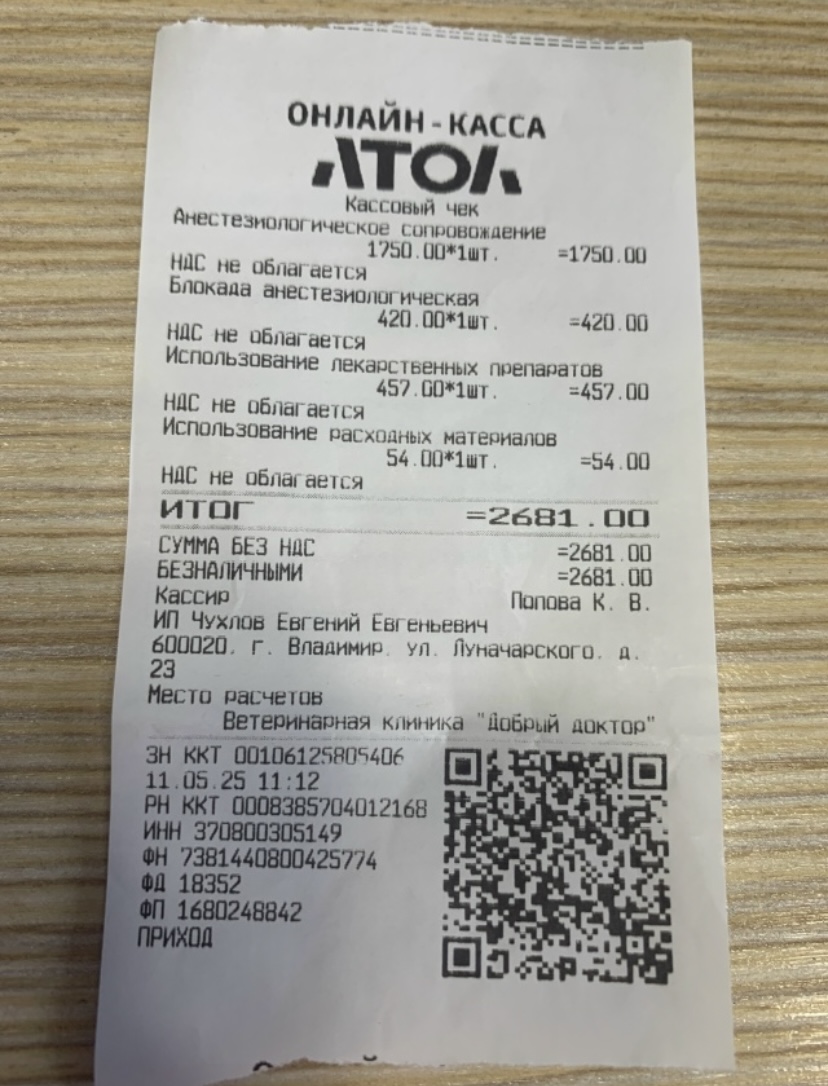 ОНЛАЙН-КАССА
АТОЛ
Кассовый чек
Анестезиологическое сопровождение
1750.00*1шт. =1750.00
НДС не облагается
Блокада анестезиологическая
420.00*1шт. =420.00
НДС не облагается
Использование лекарственных препаратов
457.00*1шт. =457.00
НДС не облагается
Использование расходных материалов
54.00*1шт. =54.00
НДС не облагается
ИТОГ =2681.00
СУММА БЕЗ НДС =2681.00
БЕЗНАЛИЧНЫМИ =2681.00
Кассир Попова К. В.
ИП Чухлов Евгений Евгеньевич
600020, г. Владимир, ул. Луначарского, д.
23
Место расчетов
Ветеринарная клиника "Добрый доктор"
ЗН ККТ 00106125805406
11.05.25 11:12
РН ККТ 0008385704012168
ИНН 370800305149
ФН 7381440800425774
ФД 18352
ФП 1680248842
ПРИХОД